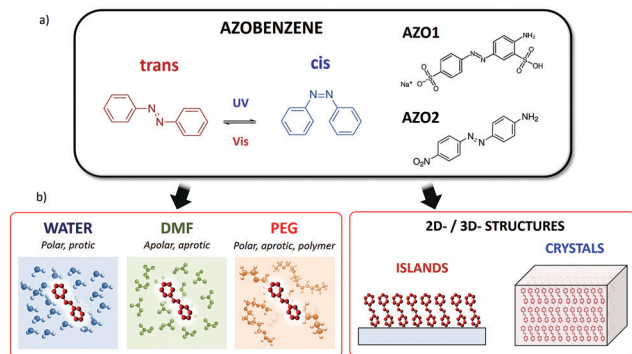 a)
AZOBENZENE
trans
cis
UV
Vis
N
N
N=N
AZO1
NH₂
N=N
O
S
O
OH
O
S
O
O⁻
Na⁺
AZO2
NH₂
N=N
O₂N
b)
WATER
Polar, protic
DMF
Apolar, aprotic
PEG
Polar, aprotic, polymer
2D- / 3D- STRUCTURES
ISLANDS
CRYSTALS